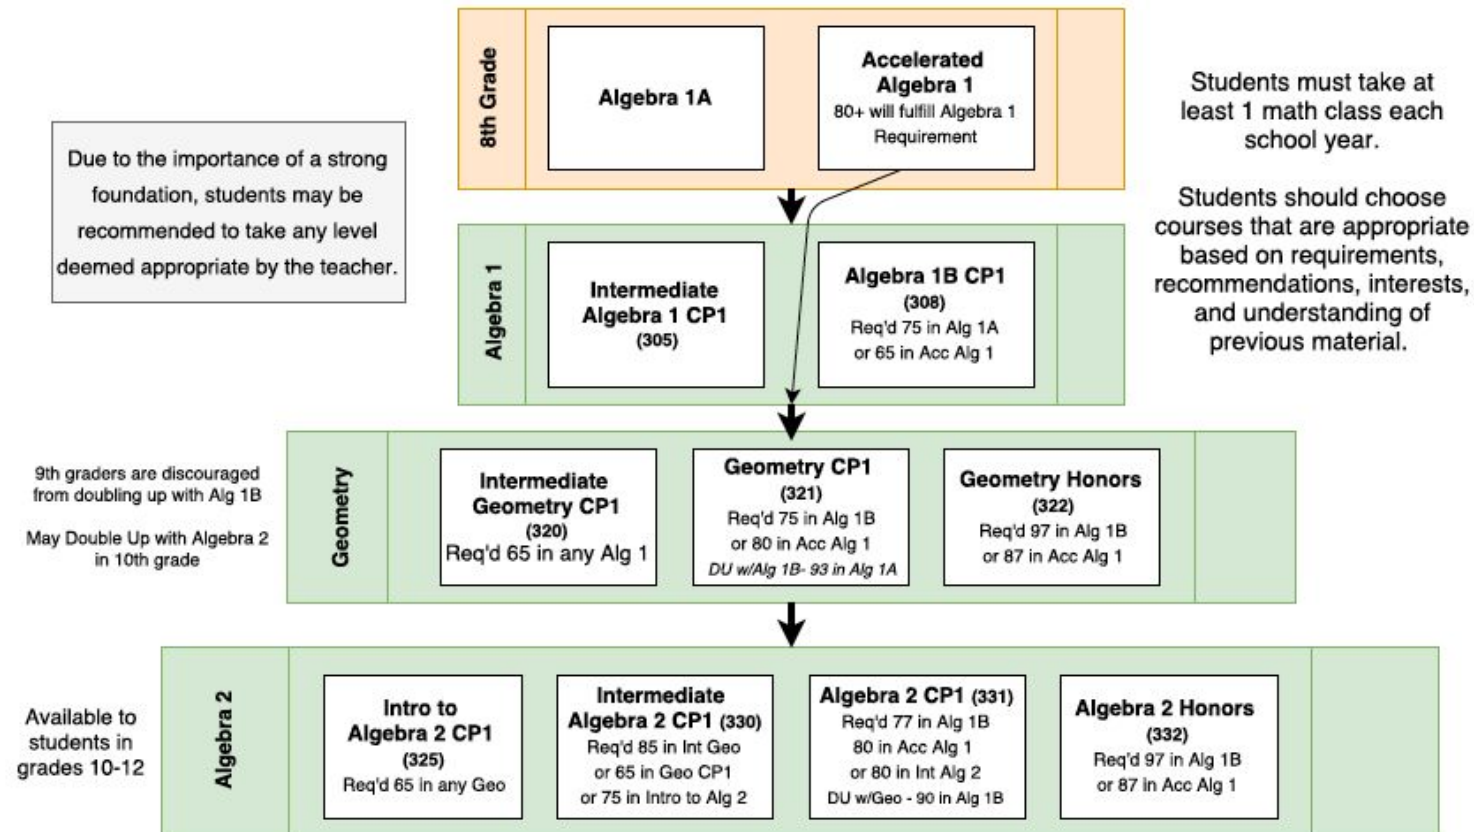 8th Grade
Algebra 1A
Accelerated
Algebra 1
80+ will fulfill Algebra 1
Requirement
Students must take at
least 1 math class each
school year.
Students should choose
courses that are appropriate
based on requirements,
recommendations, interests,
and understanding of
previous material.
Due to the importance of a strong
foundation, students may be
recommended to take any level
deemed appropriate by the teacher.
Algebra 1
Intermediate
Algebra 1 CP1
(305)
Algebra 1B CP1
(308)
Req'd 75 in Alg 1A
or 65 in Acc Alg 1
9th graders are discouraged
from doubling up with Alg 1B
May Double Up with Algebra 2
in 10th grade
Geometry
Intermediate
Geometry CP1
(320)
Req'd 65 in any Alg 1
Geometry CP1
(321)
Req'd 75 in Alg 1B
or 80 in Acc Alg 1
DU w/Alg 1B- 93 in Alg 1A
Geometry Honors
(322)
Req'd 97 in Alg 1B
or 87 in Acc Alg 1
Available to
students in
grades 10-12
Algebra 2
Intro to
Algebra 2 CP1
(325)
Req'd 65 in any Geo
Intermediate
Algebra 2 CP1 (330)
Req'd 85 in Int Geo
or 65 in Geo CP1
or 75 in Intro to Alg 2
Algebra 2 CP1 (331)
Req'd 77 in Alg 1B
80 in Acc Alg 1
or 80 in Int Alg 2
DU w/Geo - 90 in Alg 1B
Algebra 2 Honors
(332)
Req'd 97 in Alg 1B
or 87 in Acc Alg 1